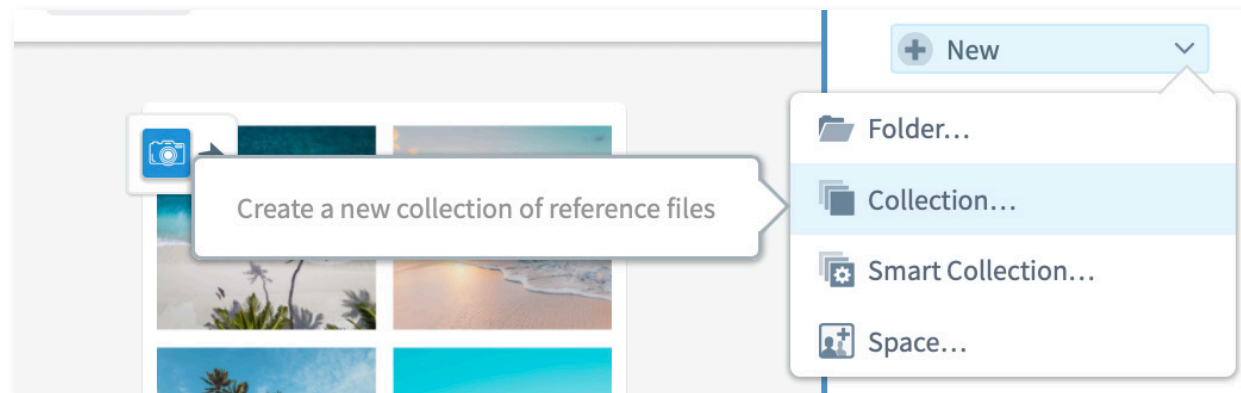 New
Folder…
Create a new collection of reference files
Collection…
Smart Collection…
Space…